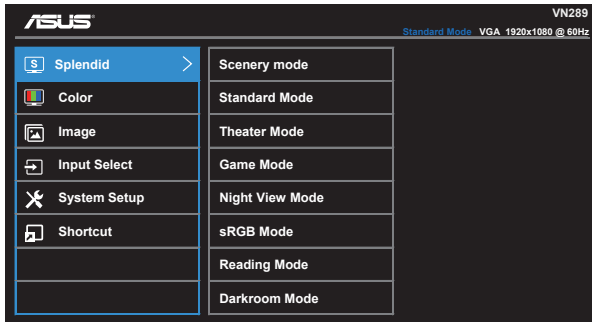 ASUS
VN289
Standard Mode VGA 1920x1080 @ 60Hz
S Splendid
Color
Image
Input Select
System Setup
Shortcut
Scenery mode
Standard Mode
Theater Mode
Game Mode
Night View Mode
sRGB Mode
Reading Mode
Darkroom Mode